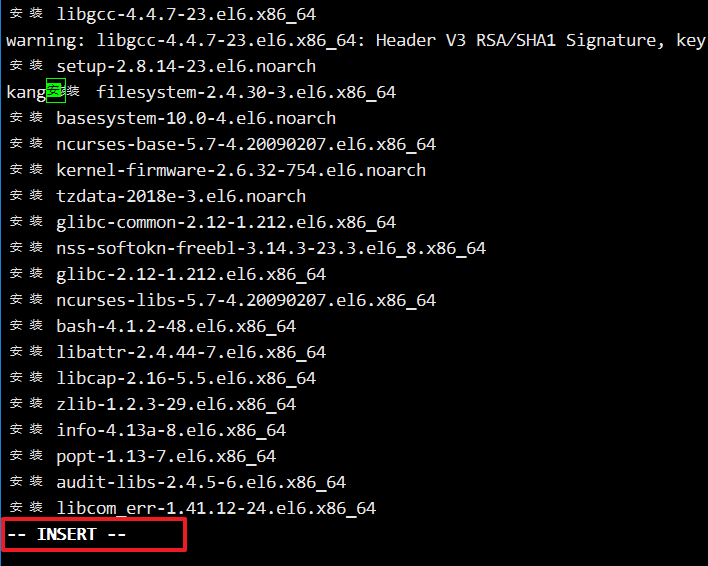 安装 libgcc-4.4.7-23.el6.x86_64
warning: libgcc-4.4.7-23.el6.x86_64: Header V3 RSA/SHA1 Signature, key
安装 setup-2.8.14-23.el6.noarch
kang安装 filesystem-2.4.30-3.el6.x86_64
安装 basesystem-10.0-4.el6.noarch
安装 ncurses-base-5.7-4.20090207.el6.x86_64
安装 kernel-firmware-2.6.32-754.el6.noarch
安装 tzdata-2018e-3.el6.noarch
安装 glibc-common-2.12-1.212.el6.x86_64
安装 nss-softokn-freebl-3.14.3-23.3.el6_8.x86_64
安装 glibc-2.12-1.212.el6.x86_64
安装 ncurses-libs-5.7-4.20090207.el6.x86_64
安装 bash-4.1.2-48.el6.x86_64
安装 libattr-2.4.44-7.el6.x86_64
安装 libcap-2.16-5.5.el6.x86_64
安装 zlib-1.2.3-29.el6.x86_64
安装 info-4.13a-8.el6.x86_64
安装 popt-1.13-7.el6.x86_64
安装 audit-libs-2.4.5-6.el6.x86_64
安装 libcom_err-1.41.12-24.el6.x86_64
-- INSERT --